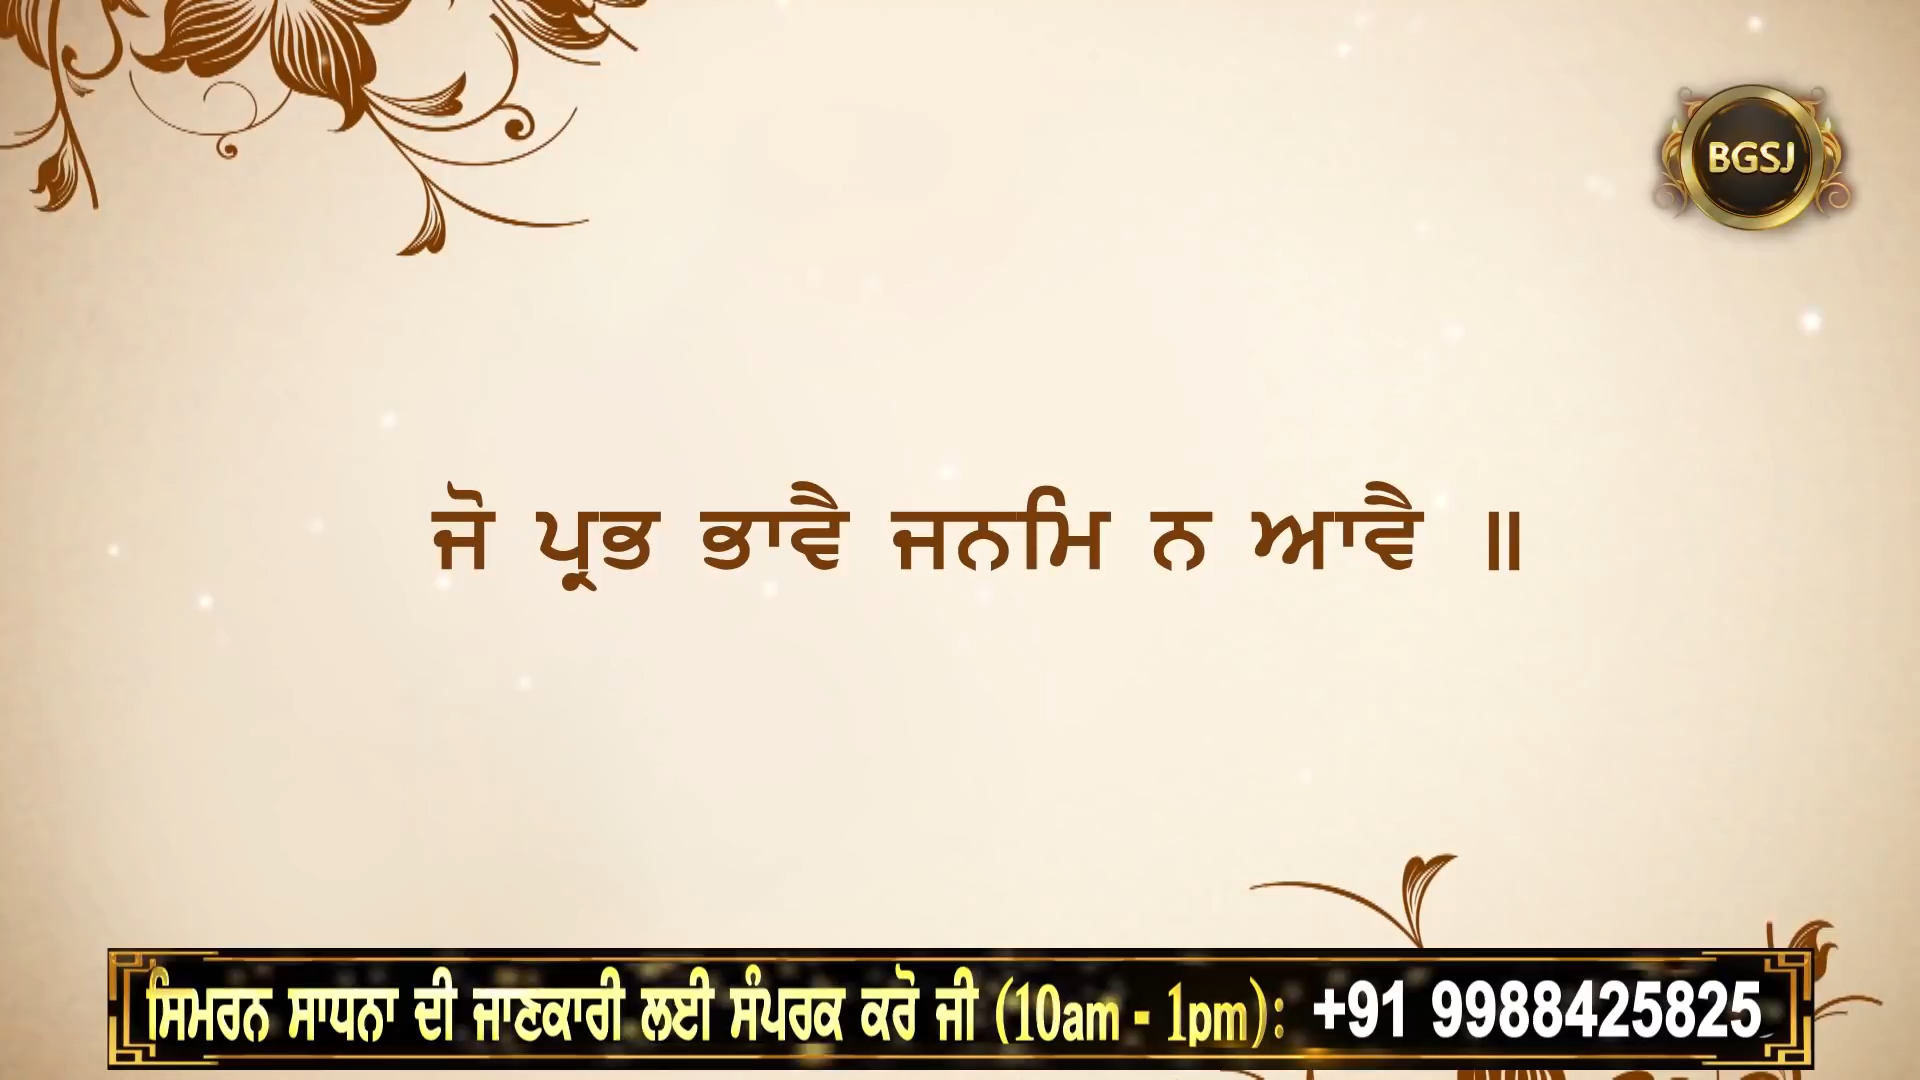 BGSJ
ਜੋ ਪ੍ਰਭ ਭਾਵੈ ਜਨਮਿ ਨ ਆਵੈ ॥
ਸਿਮਰਨ ਸਾਧਨਾ ਦੀ ਜਾਣਕਾਰੀ ਲਈ ਸੰਪਰਕ ਕਰੋ ਜੀ (10am - 1pm): +91 9988425825